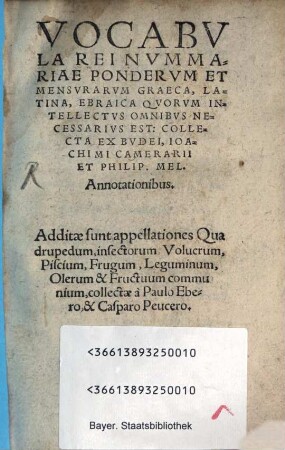 VOCABV
LA REI NVMMA-
RIAE PONDERVM ET
MENSVRARVM GRAECA, LA-
TINA, EBRAICA QVORVM IN-
TELLECTVS OMNIBVS NE-
CESSARIVS EST: COLLE-
CTA EX BVDEI, IOA-
CHIMI CAMERARII
ET PHILIP. MEL.
Annotationibus.
R
Additæ sunt appellationes Qua
drupedum, insectorum Volucrum,
Piscium, Frugum, Leguminum,
Olerum & Fructuum commu
nium, collectæ à Paulo Ebe-
ro, & Casparo Peucero.
<36613893250010
<36613893250010
Bayer. Staatsbibliothek